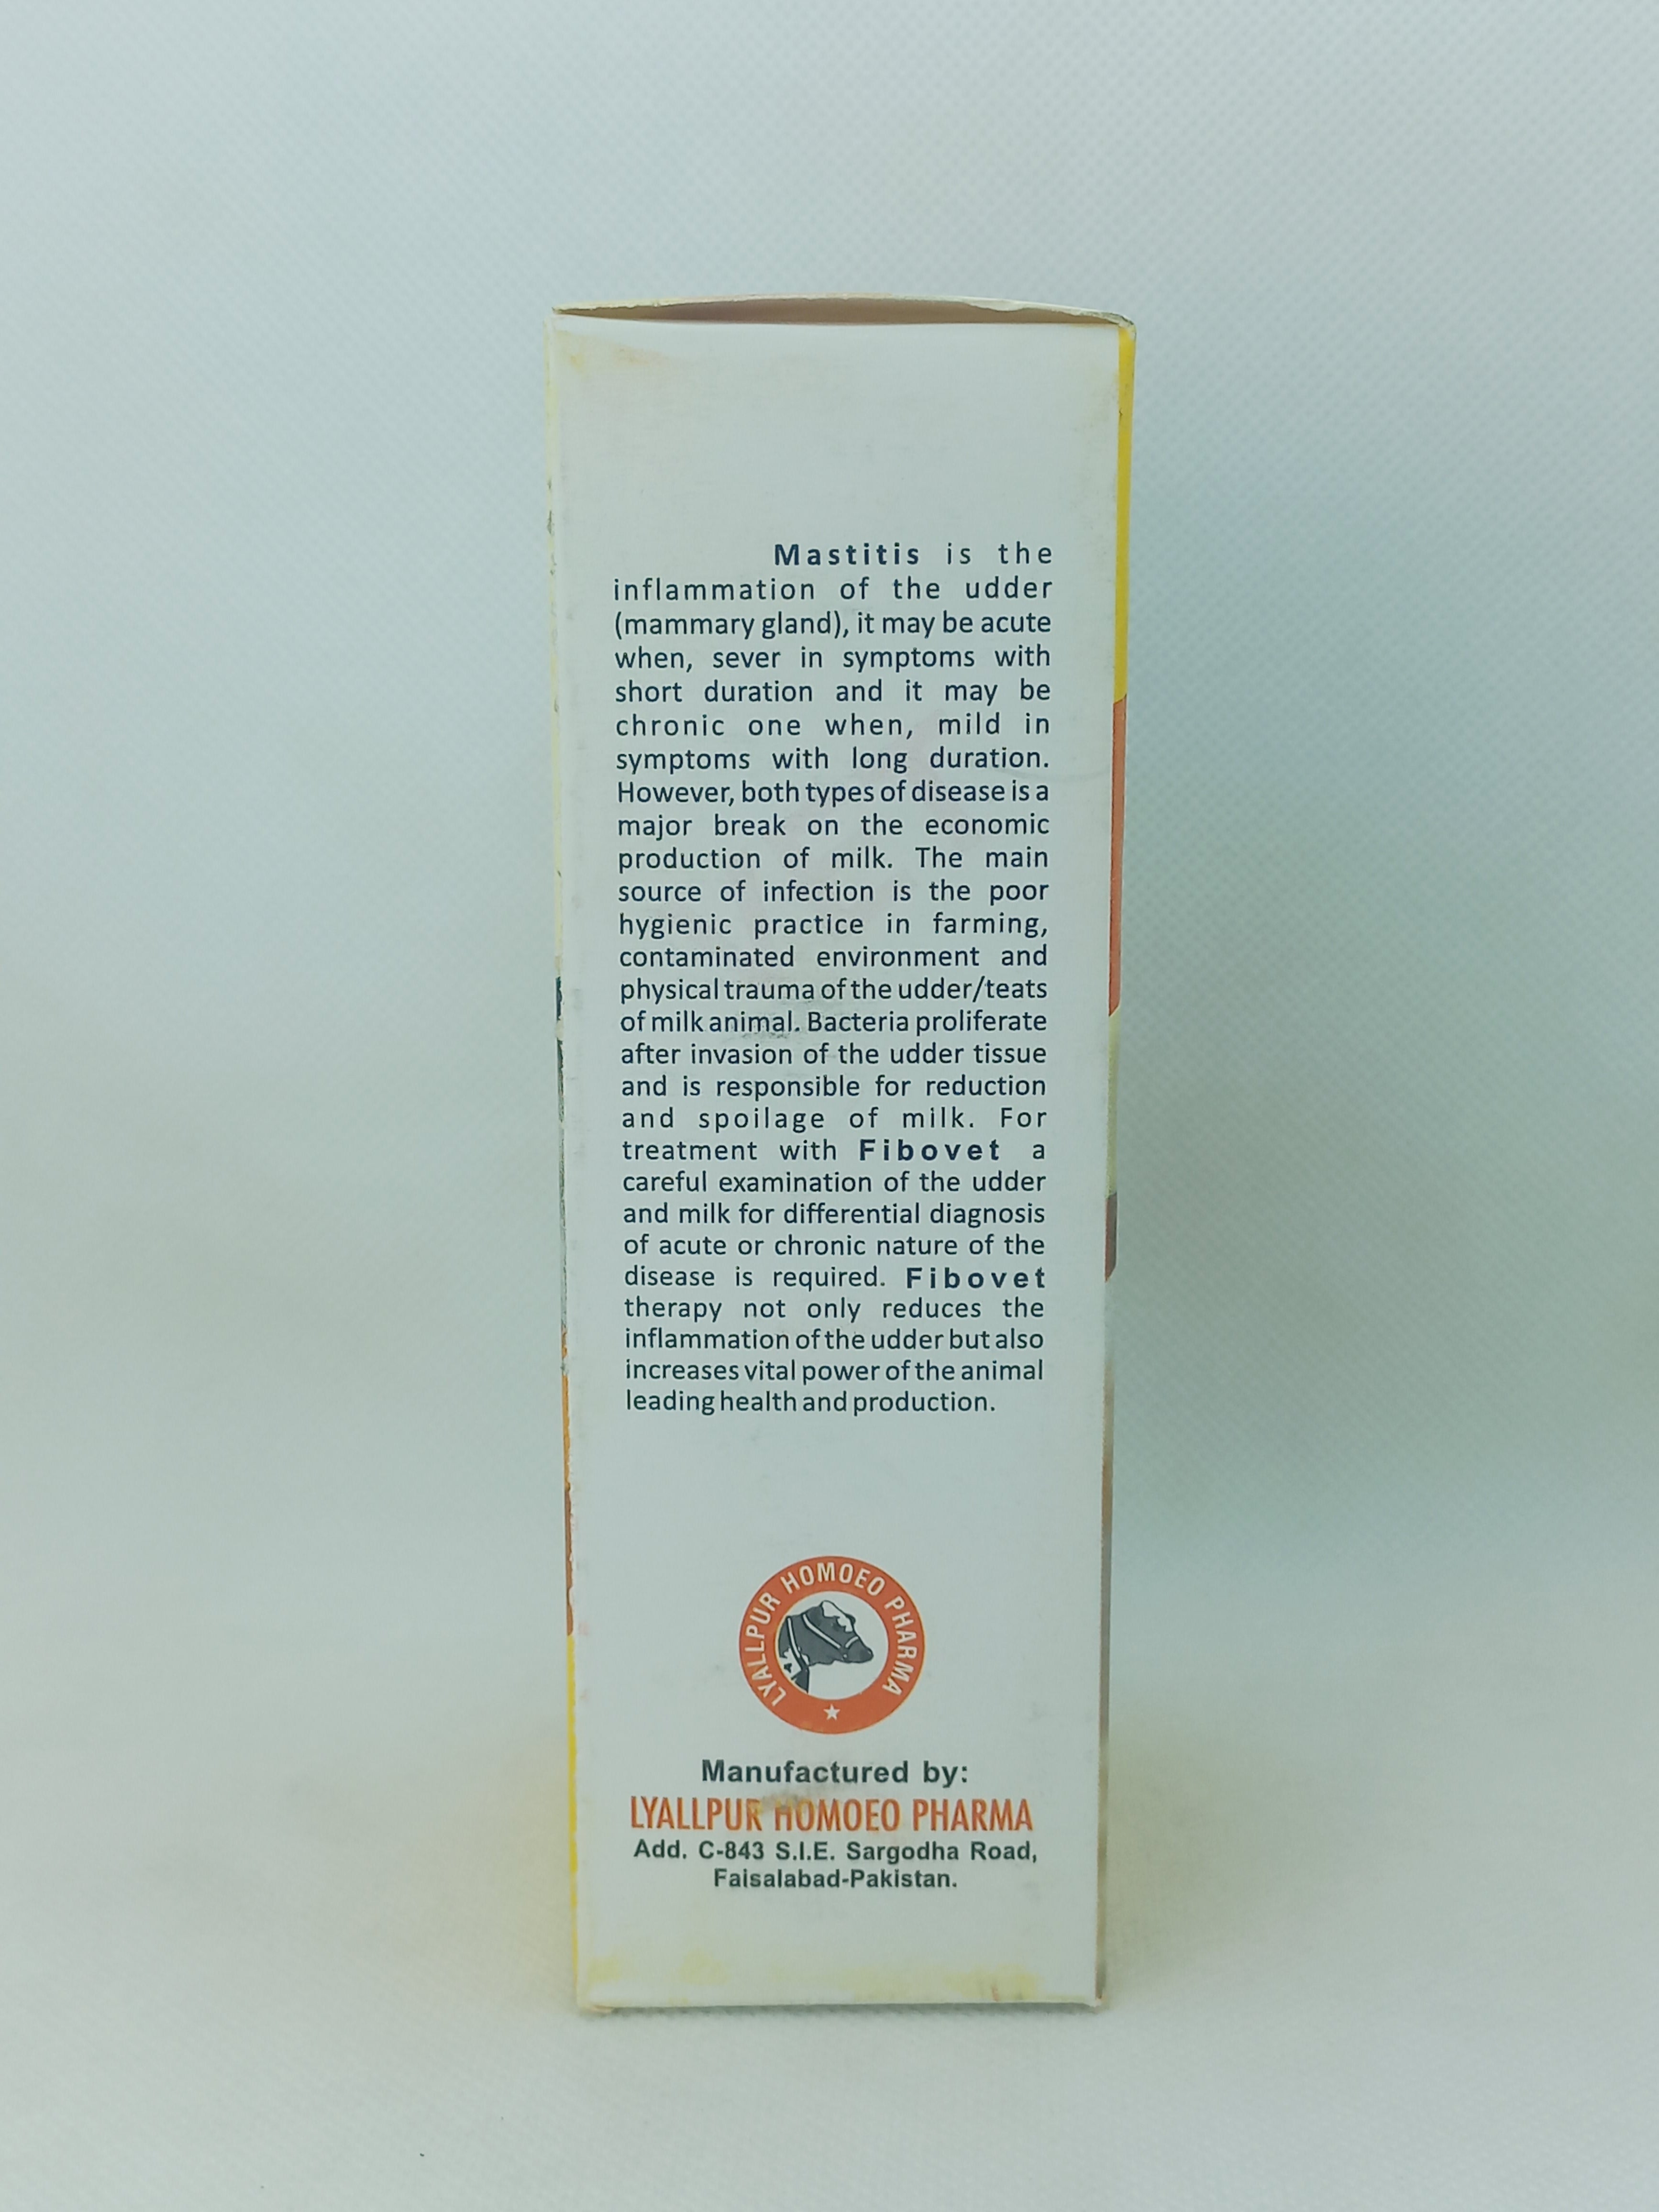 Mastitis is the
inflammation of the udder
(mammary gland), it may be acute
when, sever in symptoms with
short duration and it may be
chronic one when, mild in
symptoms with long duration.
However, both types of disease is a
major break on the economic
production of milk. The main
source of infection is the poor
hygienic practice in farming,
contaminated environment and
physical trauma of the udder/teats
of milk animal. Bacteria proliferate
after invasion of the udder tissue
and is responsible for reduction
and spoilage of milk. For
treatment with Fibovet a
careful examination of the udder
and milk for differential diagnosis
of acute or chronic nature of the
disease is required. Fibovet
therapy not only reduces the
inflammation of the udder but also
increases vital power of the animal
leading health and production.
LYALLPUR HOMOEO PHARMA
Manufactured by:
LYALLPUR HOMOEO PHARMA
Add. C-843 S.I.E. Sargodha Road,
Faisalabad-Pakistan.